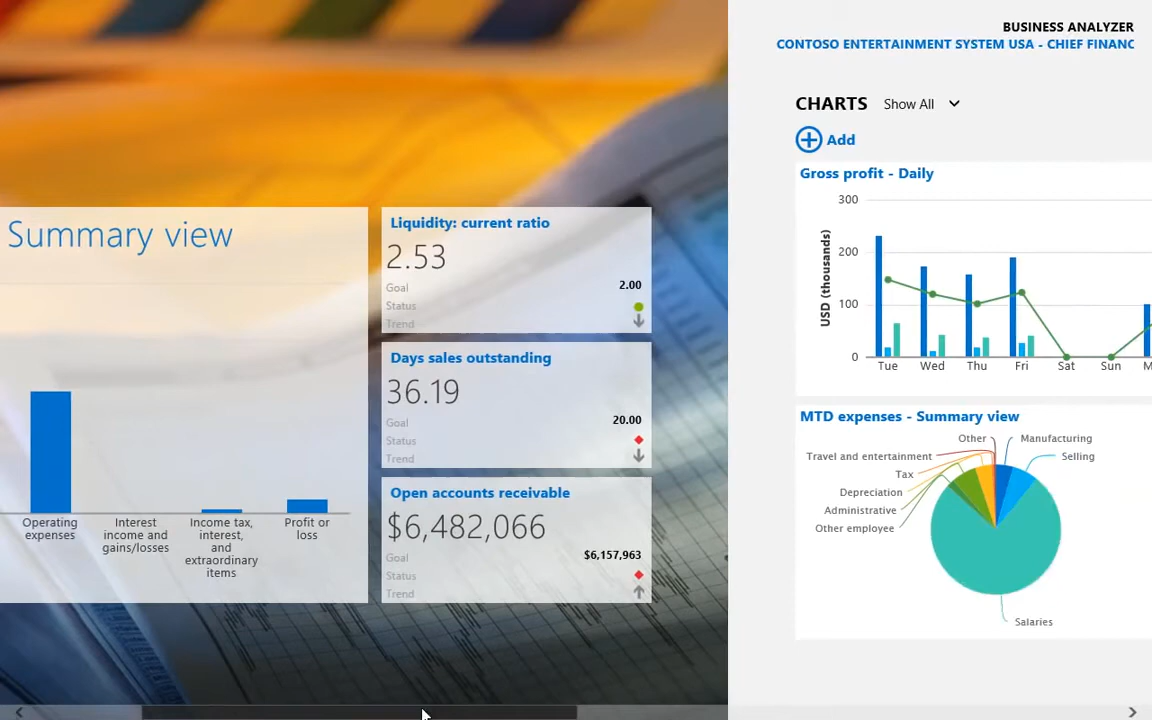 BUSINESS ANALYZER
CONTOSO ENTERTAINMENT SYSTEM USA - CHIEF FINANC
Summary view
Operating
expenses
Interest
income and
gains/losses
Income tax,
interest,
and
extraordinary
items
Profit or
loss
Liquidity: current ratio
2.53
Goal 2.00
Status
Trend
Days sales outstanding
36.19
Goal 20.00
Status
Trend
Open accounts receivable
$6,482,066
Goal $6,157,963
Status
Trend
CHARTS Show All
Add
Gross profit - Daily
USD (thousands)
300
200
100
0
Tue Wed Thu Fri Sat Sun M
MTD expenses - Summary view
Other Manufacturing
Travel and entertainment Selling
Tax
Depreciation
Administrative
Other employee
Salaries